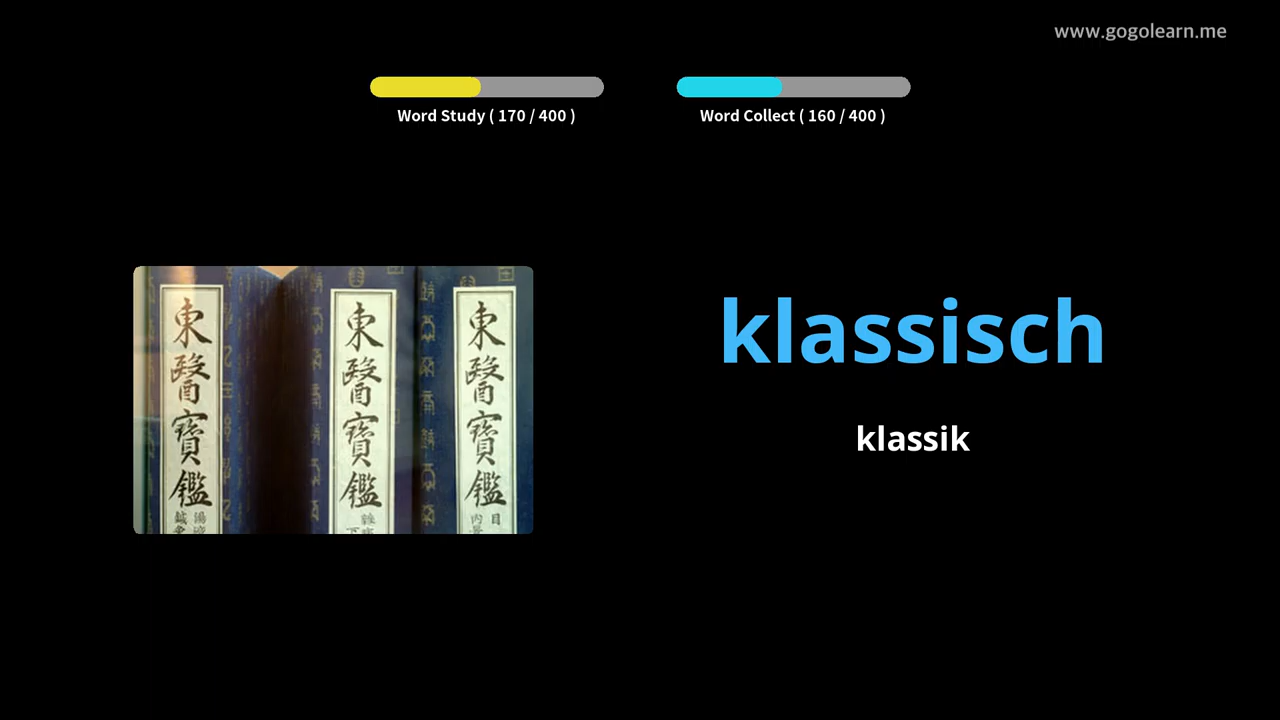 www.gogolearn.me
Word Study ( 170 / 400 )
Word Collect ( 160 / 400 )
東醫寶鑑
東醫寶鑑
東醫寶鑑
klassisch
klassik